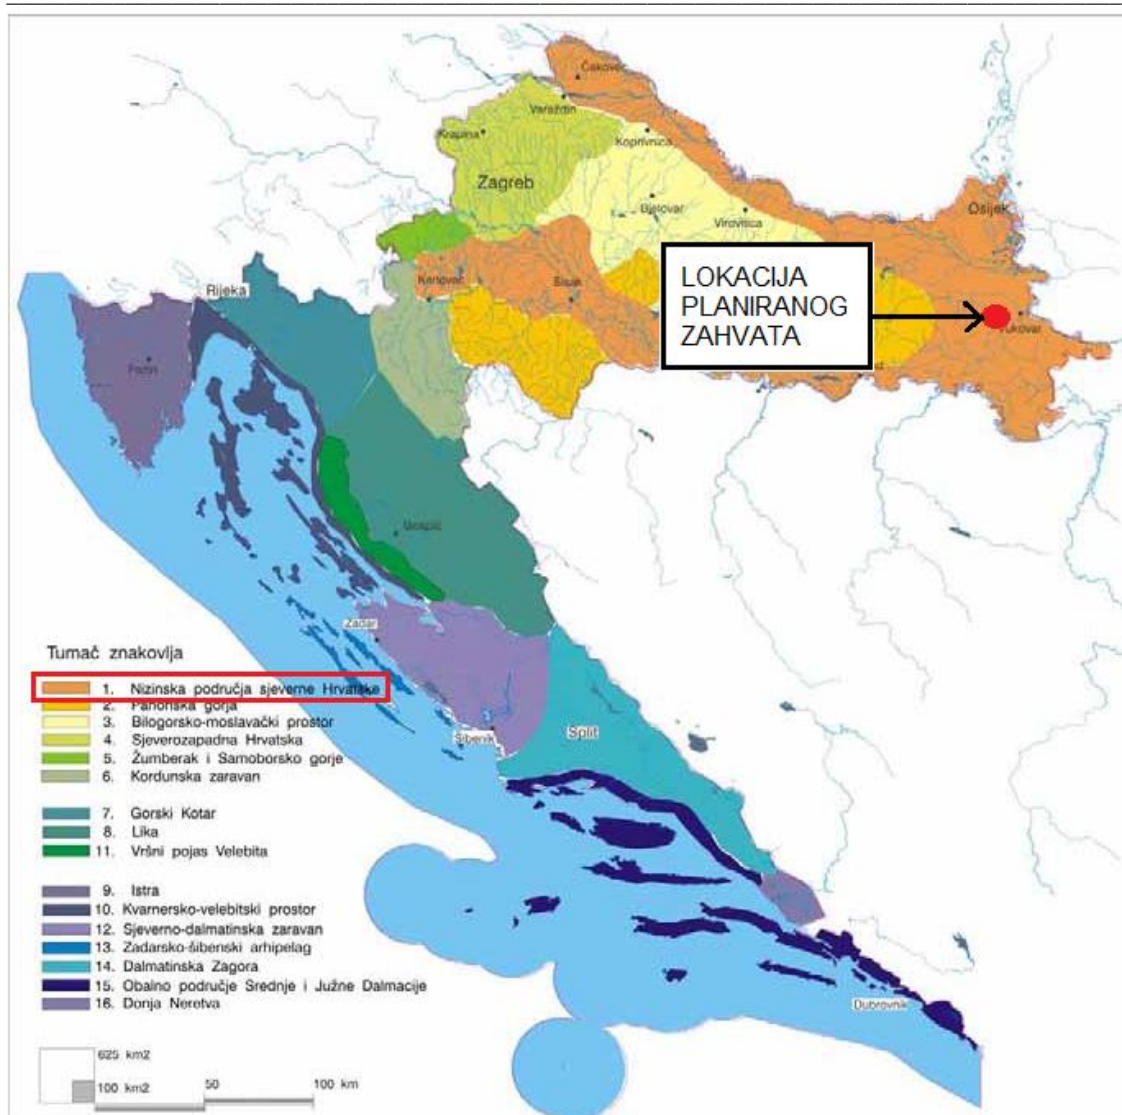 Čakovec
Varaždin
Krapina
Koprivnica
Zagreb
Bjelovar
Virovitica
Osijek
Karlovac
Sisak
LOKACIJA
PLANIRANOG
ZAHVATA
Vukovar
Rijeka
Pazin
Gospić
Zadar
Šibenik
Split
Dubrovnik
Tumač znakovlja
1. Nizinska područja sjeverne Hrvatske
2. Panonska gorja
3. Bilogorsko-moslavački prostor
4. Sjeverozapadna Hrvatska
5. Žumberak i Samoborsko gorje
6. Kordunska zaravan
7. Gorski Kotar
8. Lika
11. Vršni pojas Velebita
9. Istra
10. Kvarnersko-velebitski prostor
12. Sjeverno-dalmatinska zaravan
13. Zadarsko-šibenski arhipelag
14. Dalmatinska Zagora
15. Obalno područje Srednje i Južne Dalmacije
16. Donja Neretva
625 km2
100 km2
50
100 km